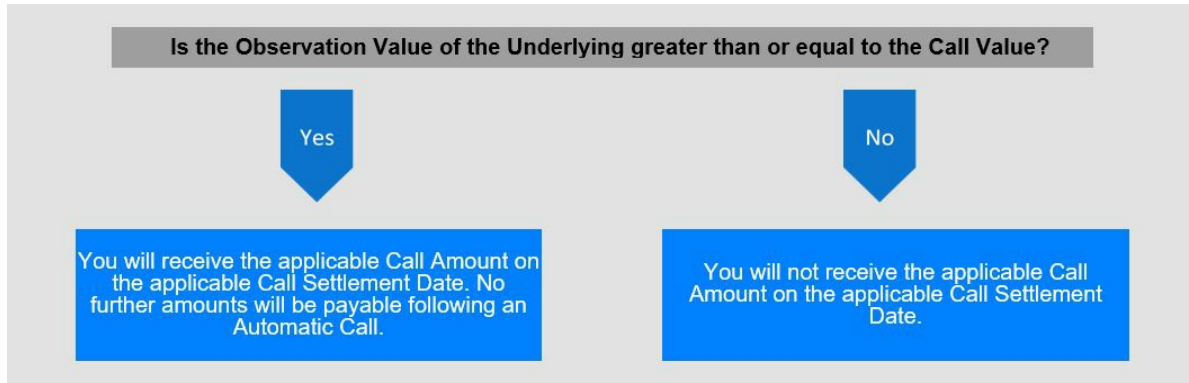 Is the Observation Value of the Underlying greater than or equal to the Call Value?
Yes
No
You will receive the applicable Call Amount on
the applicable Call Settlement Date. No
further amounts will be payable following an
Automatic Call.
You will not receive the applicable Call
Amount on the applicable Call Settlement
Date.